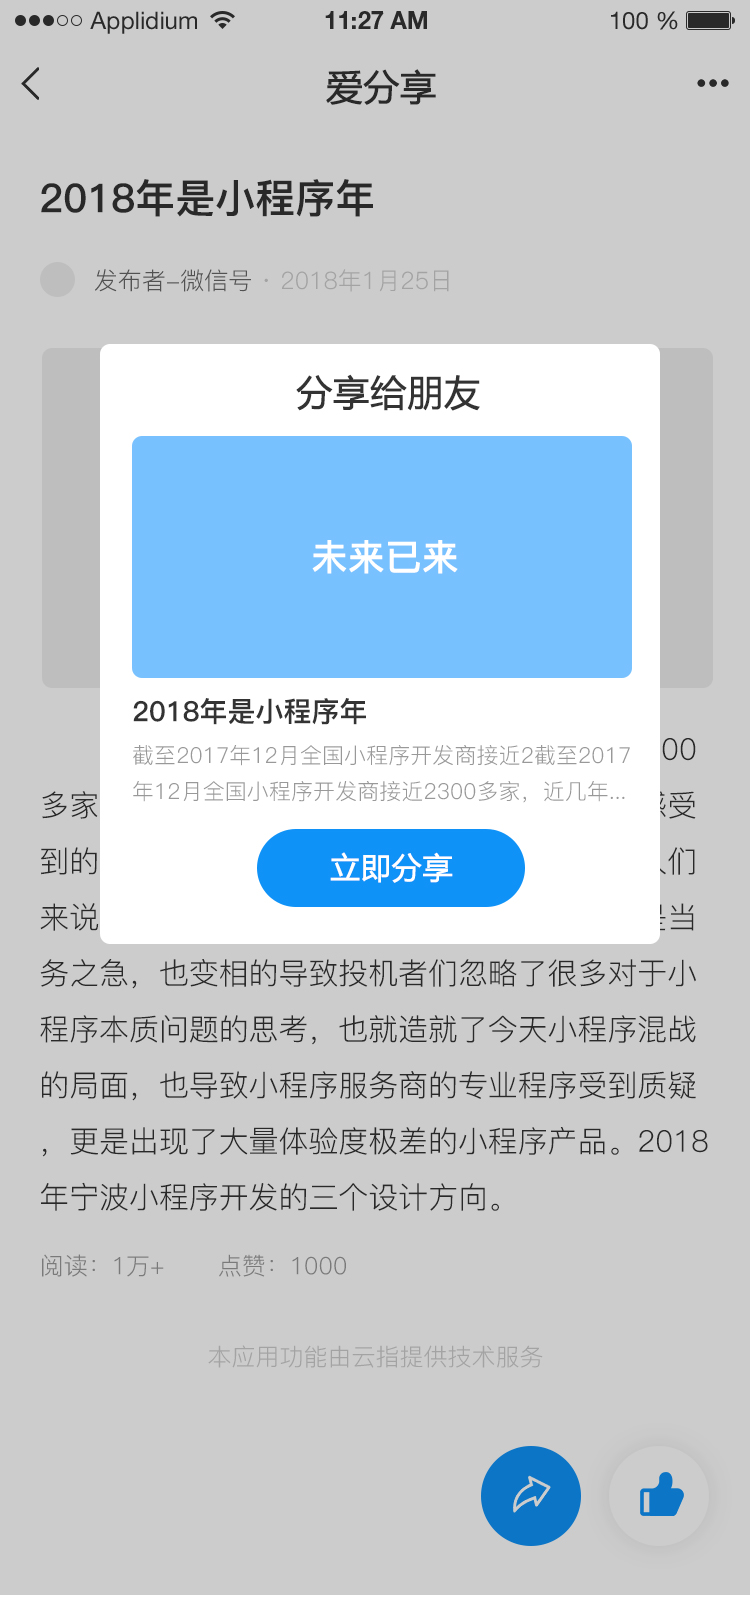 Applidium 11:27 AM 100 %
爱分享
2018年是小程序年
发布者-微信号 · 2018年1月25日
分享给朋友
未来已来
2018年是小程序年
截至2017年12月全国小程序开发商接近2截至2017
年12月全国小程序开发商接近2300多家，近几年...
立即分享
00
多家 受
到的 们
来说 当
务之急，也变相的导致投机者们忽略了很多对于小
程序本质问题的思考，也就造就了今天小程序混战
的局面，也导致小程序服务商的专业程序受到质疑
，更是出现了大量体验度极差的小程序产品。2018
年宁波小程序开发的三个设计方向。
阅读：1万+ 点赞：1000
本应用功能由云指提供技术服务